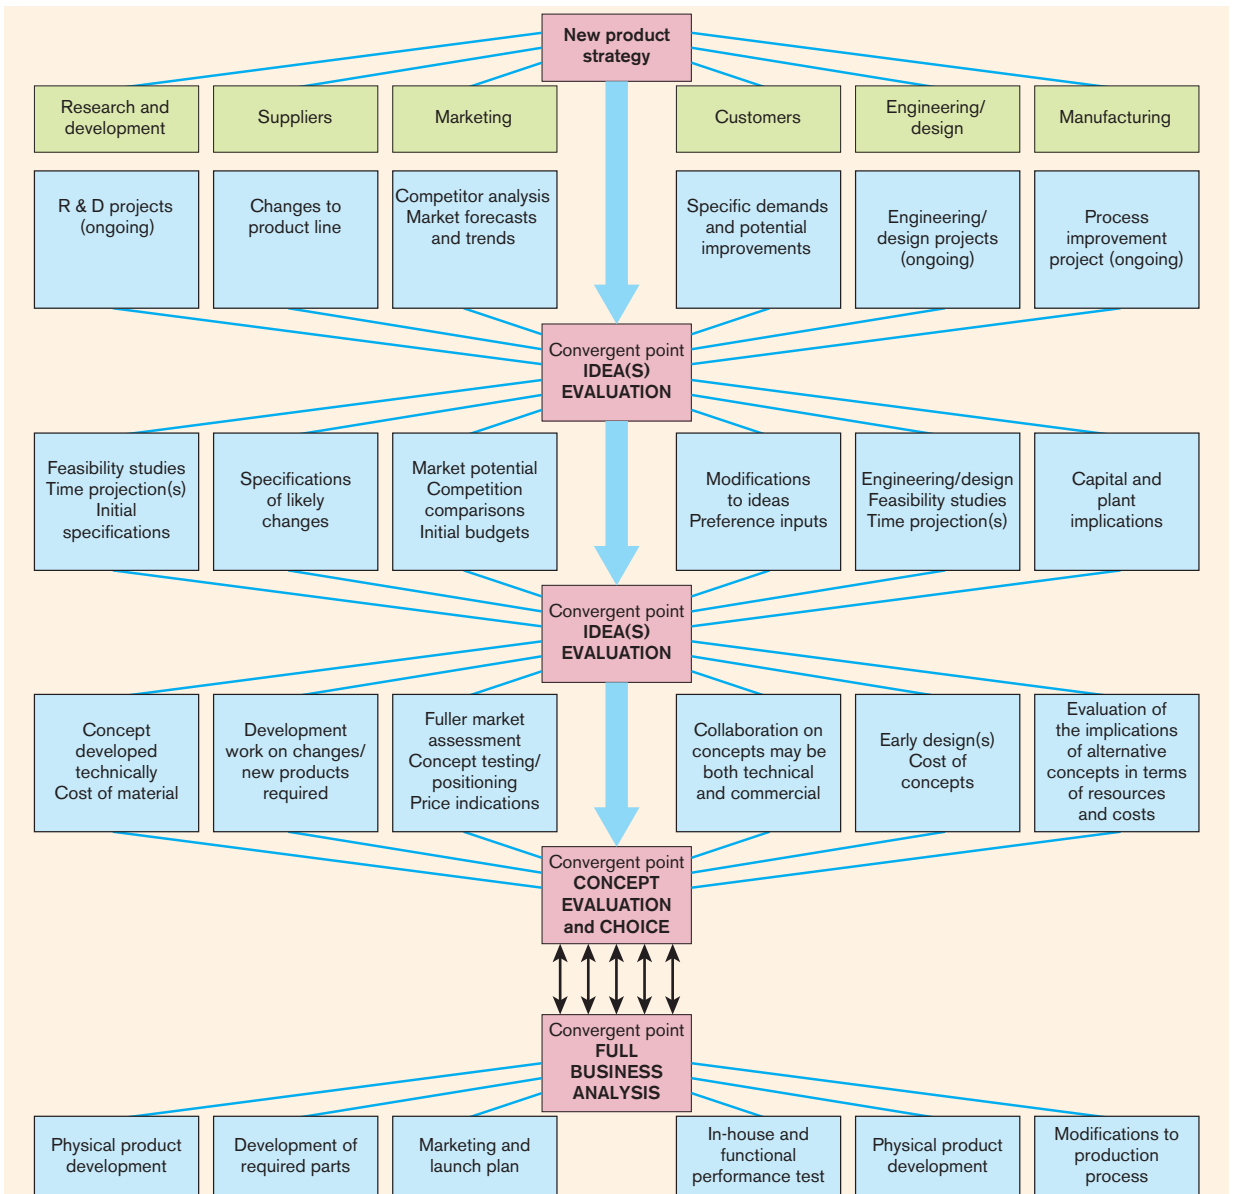 New product
strategy
Research and
development
Suppliers
Marketing
Customers
Engineering/
design
Manufacturing
R & D projects
(ongoing)
Changes to
product line
Competitor analysis
Market forecasts
and trends
Specific demands
and potential
improvements
Engineering/
design projects
(ongoing)
Process
improvement
project (ongoing)
Convergent point
IDEA(S)
EVALUATION
Feasibility studies
Time projection(s)
Initial
specifications
Specifications
of likely
changes
Market potential
Competition
comparisons
Initial budgets
Modifications
to ideas
Preference inputs
Engineering/design
Feasibility studies
Time projection(s)
Capital and
plant
implications
Convergent point
IDEA(S)
EVALUATION
Concept
developed
technically
Cost of material
Development
work on changes/
new products
required
Fuller market
assessment
Concept testing/
positioning
Price indications
Collaboration on
concepts may be
both technical
and commercial
Early design(s)
Cost of
concepts
Evaluation of
the implications
of alternative
concepts in terms
of resources
and costs
Convergent point
CONCEPT
EVALUATION
and CHOICE
Convergent point
FULL
BUSINESS
ANALYSIS
Physical product
development
Development of
required parts
Marketing and
launch plan
In-house and
functional
performance test
Physical product
development
Modifications to
production
process